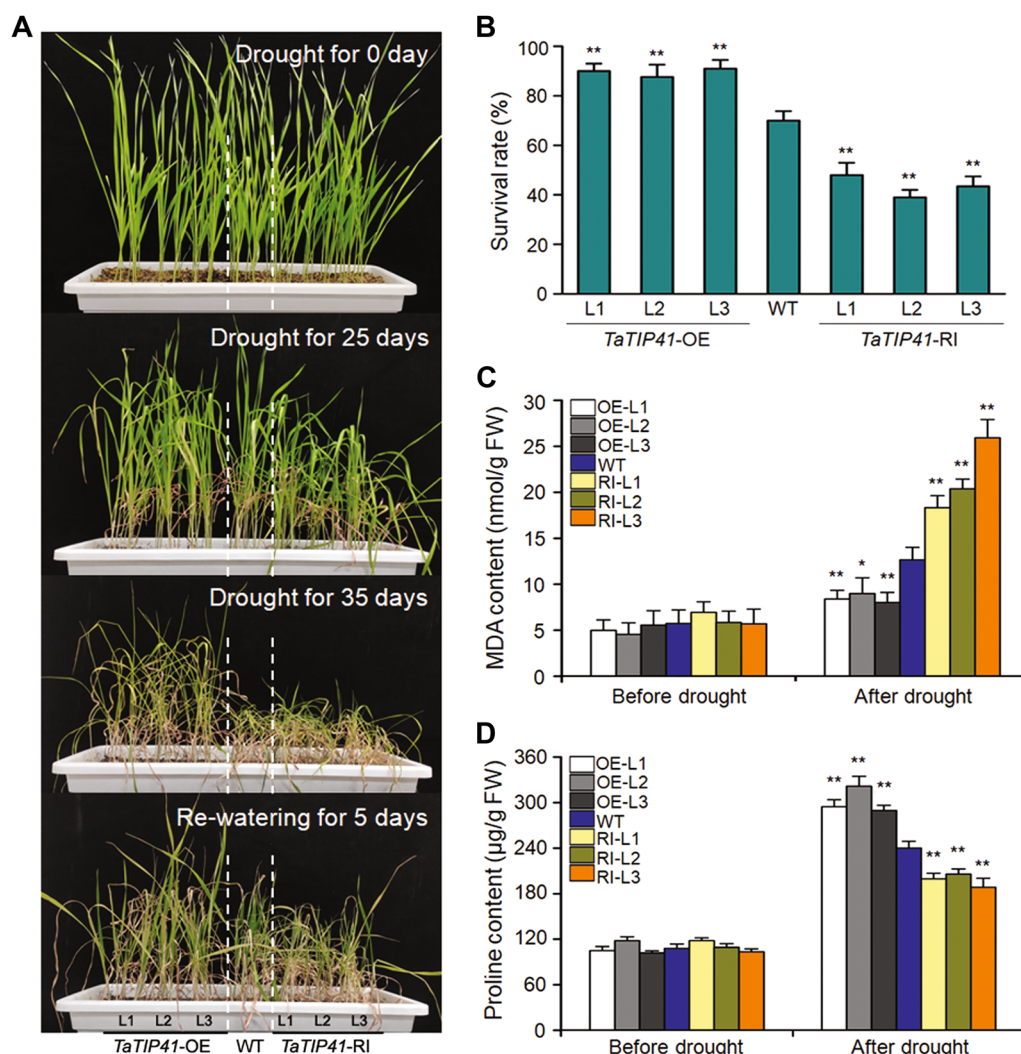 A
Drought for 0 day
Drought for 25 days
Drought for 35 days
Re-watering for 5 days
L1 L2 L3 L1 L2 L3
TaTIP41-OE WT TaTIP41-RI
B
Survival rate (%)
100
80
60
40
20
0
** ** ** ** ** **
L1 L2 L3 WT L1 L2 L3
TaTIP41-OE TaTIP41-RI
C
MDA content (nmol/g FW)
30
25
20
15
10
5
0
OE-L1
OE-L2
OE-L3
WT
RI-L1
RI-L2
RI-L3
** * ** ** ** **
Before drought After drought
D
Proline content (µg/g FW)
360
300
240
180
120
60
00
OE-L1
OE-L2
OE-L3
WT
RI-L1
RI-L2
RI-L3
** ** ** ** ** **
Before drought After drought